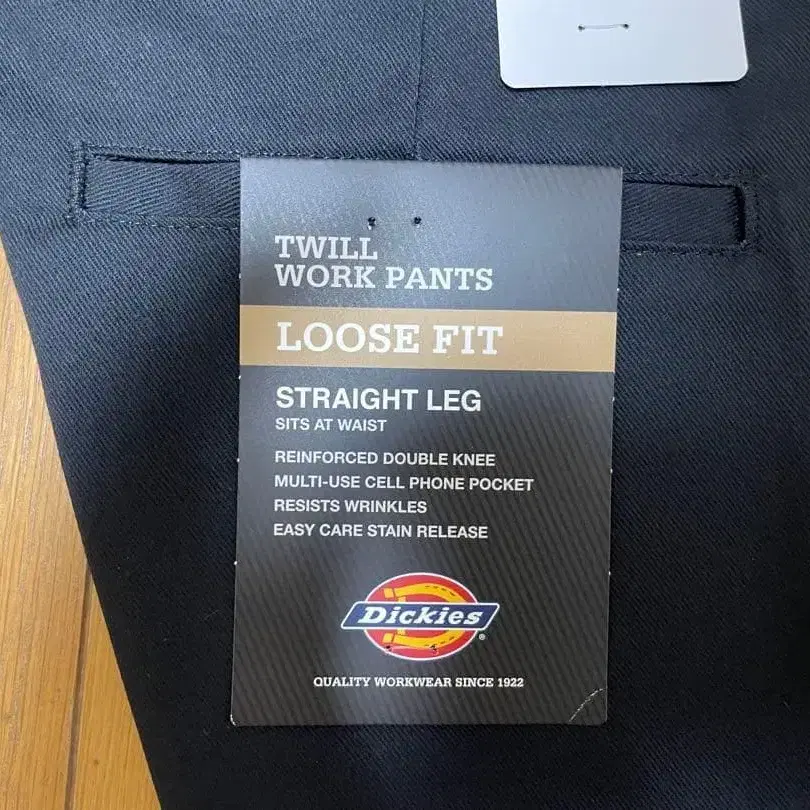 TWILL
WORK PANTS
LOOSE FIT
STRAIGHT LEG
SITS AT WAIST
REINFORCED DOUBLE KNEE
MULTI-USE CELL PHONE POCKET
RESISTS WRINKLES
EASY CARE STAIN RELEASE
Dickies®
QUALITY WORKWEAR SINCE 1922